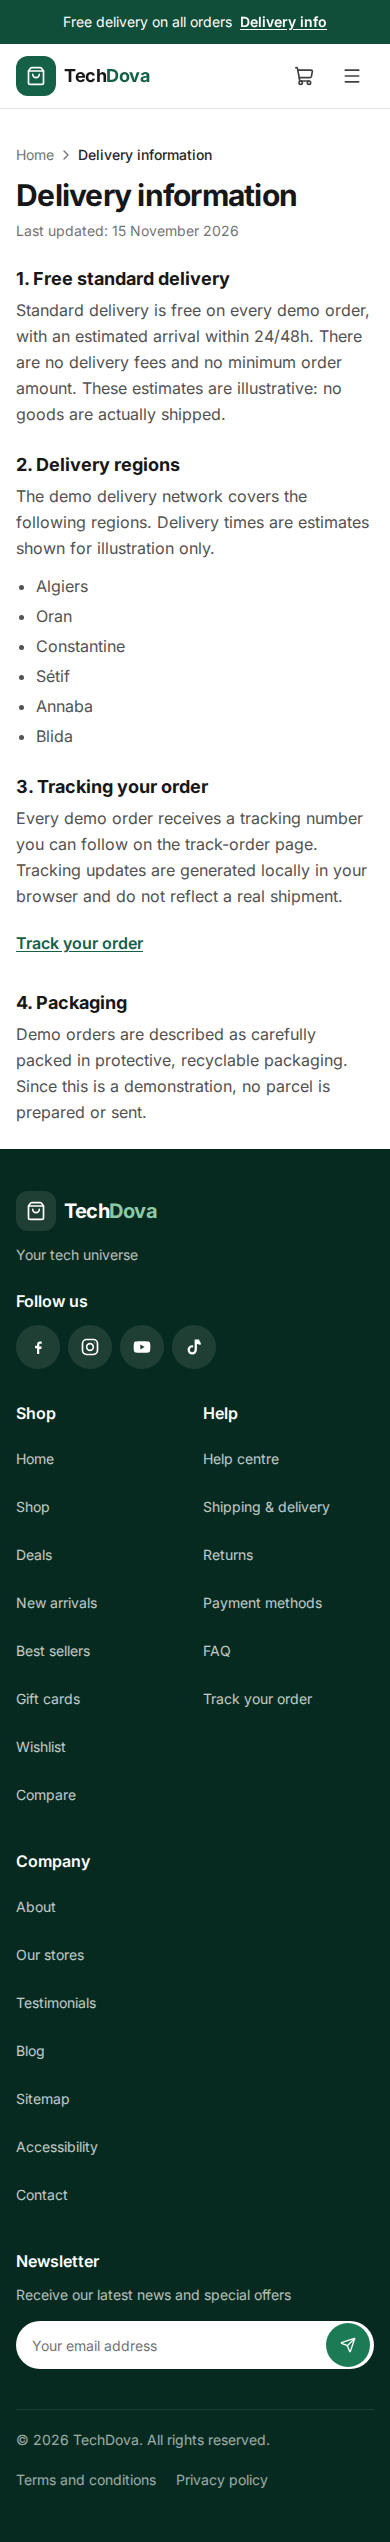 Free delivery on all orders Delivery info
TechDova
Home > Delivery information
Delivery information
Last updated: 15 November 2026
1. Free standard delivery
Standard delivery is free on every demo order,
with an estimated arrival within 24/48h. There
are no delivery fees and no minimum order
amount. These estimates are illustrative: no
goods are actually shipped.
2. Delivery regions
The demo delivery network covers the
following regions. Delivery times are estimates
shown for illustration only.
• Algiers
• Oran
• Constantine
• Sétif
• Annaba
• Blida
3. Tracking your order
Every demo order receives a tracking number
you can follow on the track-order page.
Tracking updates are generated locally in your
browser and do not reflect a real shipment.
Track your order
4. Packaging
Demo orders are described as carefully
packed in protective, recyclable packaging.
Since this is a demonstration, no parcel is
prepared or sent.
TechDova
Your tech universe
Follow us
Shop
Home
Shop
Deals
New arrivals
Best sellers
Gift cards
Wishlist
Compare
Help
Help centre
Shipping & delivery
Returns
Payment methods
FAQ
Track your order
Company
About
Our stores
Testimonials
Blog
Sitemap
Accessibility
Contact
Newsletter
Receive our latest news and special offers
Your email address
© 2026 TechDova. All rights reserved.
Terms and conditions Privacy policy